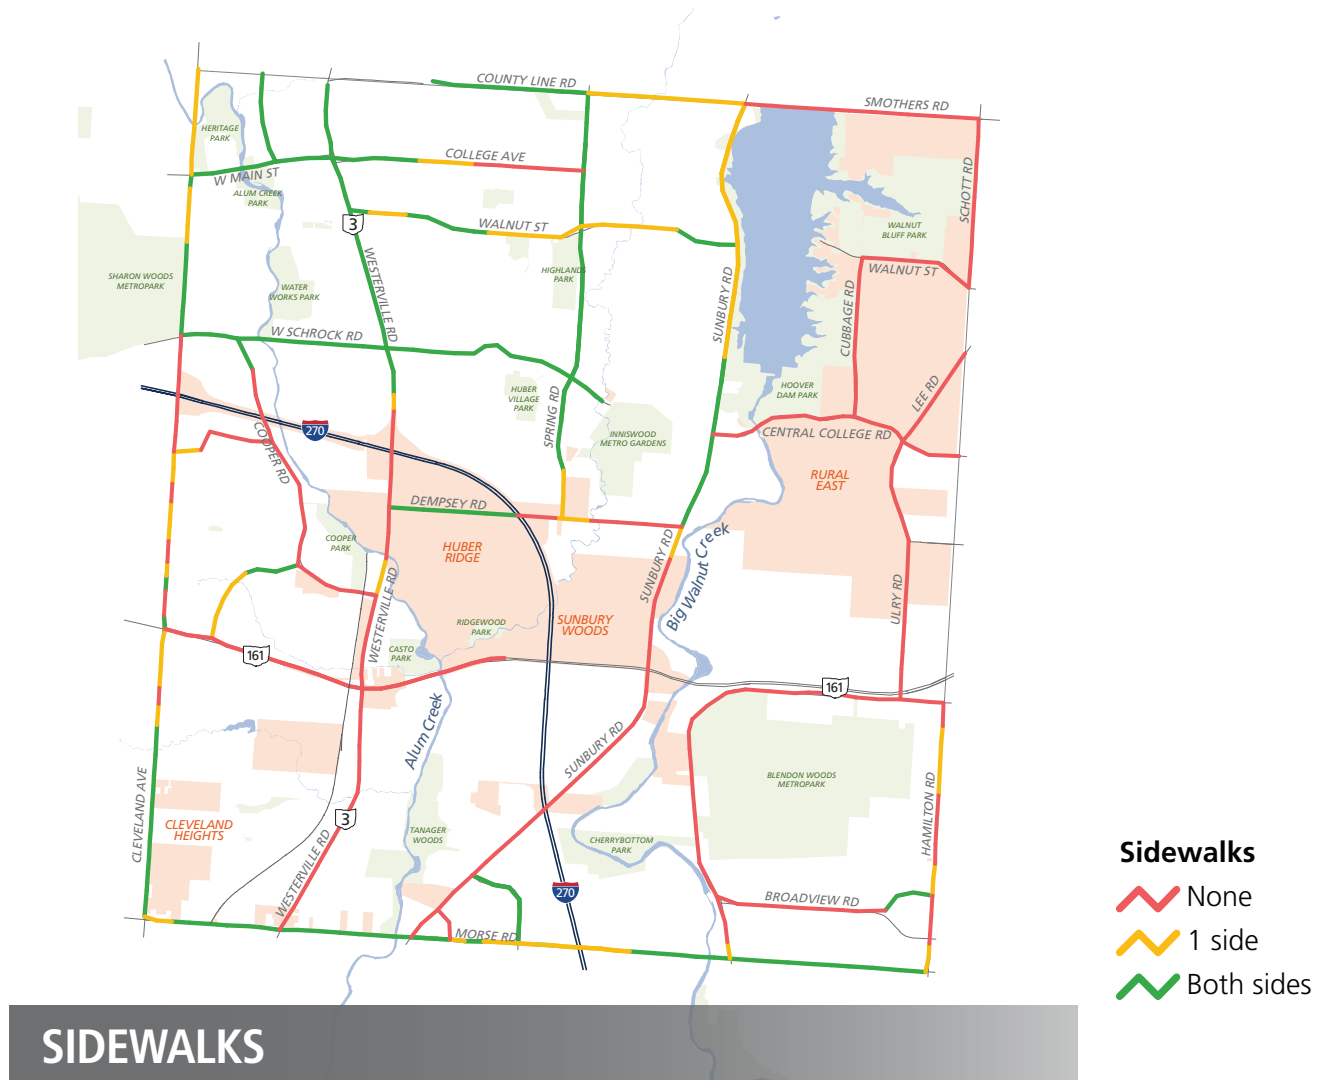 COUNTY LINE RD
SMOTHERS RD
HERITAGE
PARK
COLLEGE AVE
W MAIN ST
ALUM CREEK
PARK
SCHOTT RD
3
WALNUT ST
WALNUT
BLUFF PARK
SHARON WOODS
METROPARK
WESTERVILLE RD
HIGHLANDS
PARK
WALNUT ST
WATER
WORKS PARK
SUNBURY RD
CUBBAGE RD
W SCHROCK RD
HUBER
VILLAGE
PARK
HOOVER
DAM PARK
LEE RD
SPRING RD
270
COOPER RD
INNISWOOD
METRO GARDENS
CENTRAL COLLEGE RD
RURAL
EAST
DEMPSEY RD
COOPER
PARK
HUBER
RIDGE
SUNBURY RD
Big Walnut Creek
WESTERVILLE RD
RIDGEWOOD
PARK
SUNBURY
WOODS
ULRY RD
161
CASTO
PARK
161
Alum Creek
SUNBURY RD
BLENDON WOODS
METROPARK
CLEVELAND AVE
CLEVELAND
HEIGHTS
3
TANAGER
WOODS
CHERRYBOTTOM
PARK
HAMILTON RD
WESTERVILLE RD
270
BROADVIEW RD
MORSE RD
Sidewalks
None
1 side
Both sides
SIDEWALKS